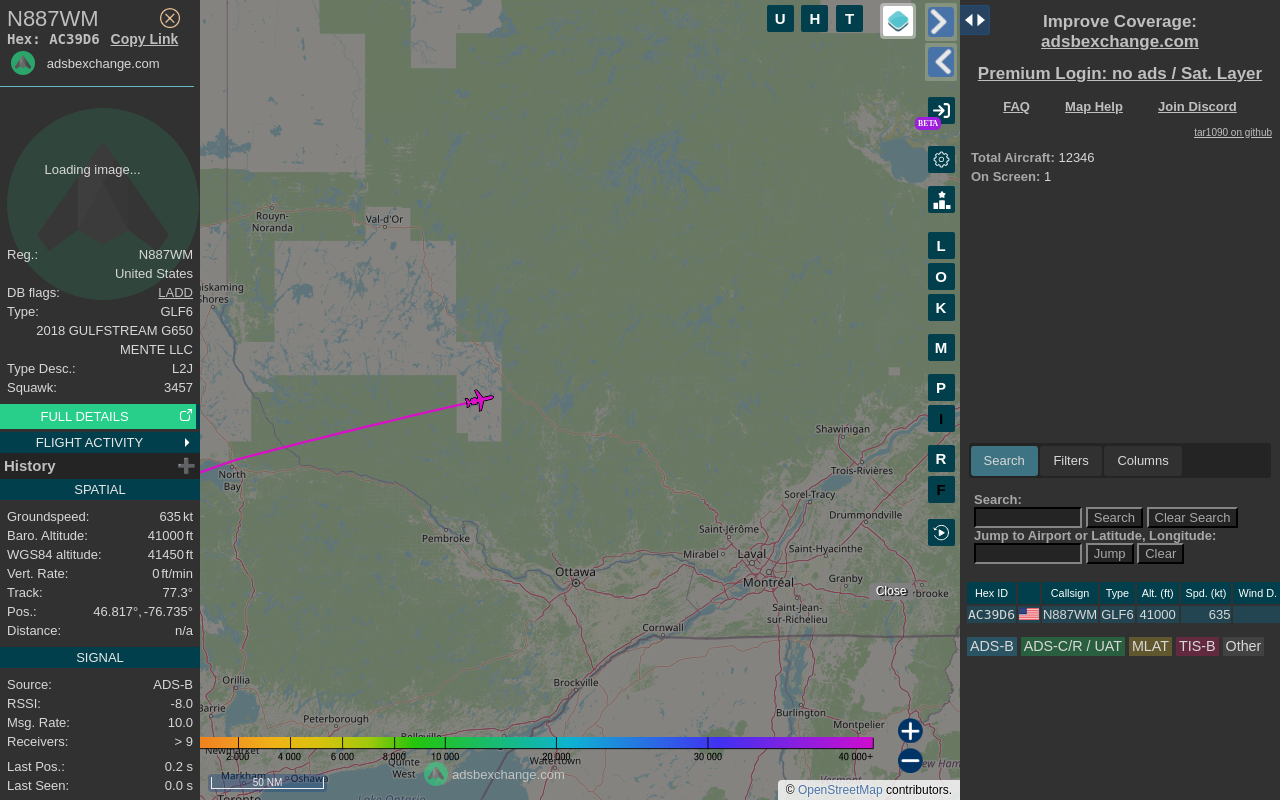 N887WM
Hex: AC39D6 Copy Link
adsbexchange.com
Loading image...
Reg.: N887WM
United States
DB flags: LADD
Type: GLF6
2018 GULFSTREAM G650
MENTE LLC
Type Desc.: L2J
Squawk: 3457
FULL DETAILS
FLIGHT ACTIVITY
History
SPATIAL
Groundspeed: 635 kt
Baro. Altitude: 41000 ft
WGS84 altitude: 41450 ft
Vert. Rate: 0 ft/min
Track: 77.3°
Pos.: 46.817°, -76.735°
Distance: n/a
SIGNAL
Source: ADS-B
RSSI: -8.0
Msg. Rate: 10.0
Receivers: > 9
Last Pos.: 0.2 s
Last Seen: 0.0 s
U H T
BETA
L
O
K
M
P
I
R
F
Rouyn-
Noranda
Val-d'Or
iskaming
Shores
North
Bay
Shawinigan
Trois-Rivières
Sorel-Tracy
Drummondville
Pembroke
Saint-Jérôme
Mirabel
Laval
Saint-Hyacinthe
Ottawa
Montréal
Granby
Close
brooke
Saint-Jean-
sur-Richelieu
Cornwall
Orillia
Brockville
Barrie
Peterborough
Burlington
Montpelier
Belleville
Newmarket
2 000 4 000 6 000 8 000 10 000 20 000 30 000 40 000+
Quinte
West
Watertown
New Ham
Markham
Oshawa
Vermont
50 NM
adsbexchange.com
Toronto
Lake Ontario
© OpenStreetMap contributors.
Improve Coverage:
adsbexchange.com
Premium Login: no ads / Sat. Layer
FAQ Map Help Join Discord
tar1090 on github
Total Aircraft: 12346
On Screen: 1
Search Filters Columns
Search:
Search Clear Search
Jump to Airport or Latitude, Longitude:
Jump Clear
Hex ID Callsign Type Alt. (ft) Spd. (kt) Wind D.
AC39D6 N887WM GLF6 41000 635
ADS-B ADS-C/R / UAT MLAT TIS-B Other